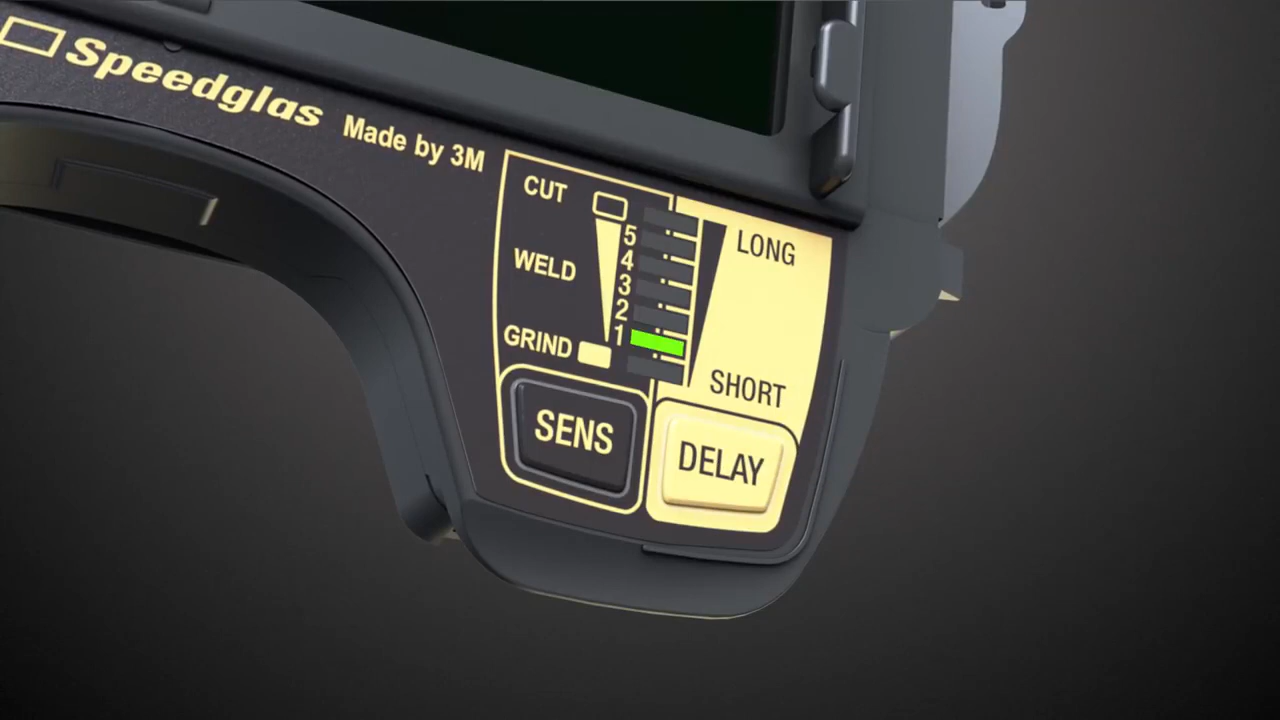 Speedglas
Made by 3M
CUT
5
4
WELD
3
2
1
GRIND
LONG
SHORT
SENS
DELAY